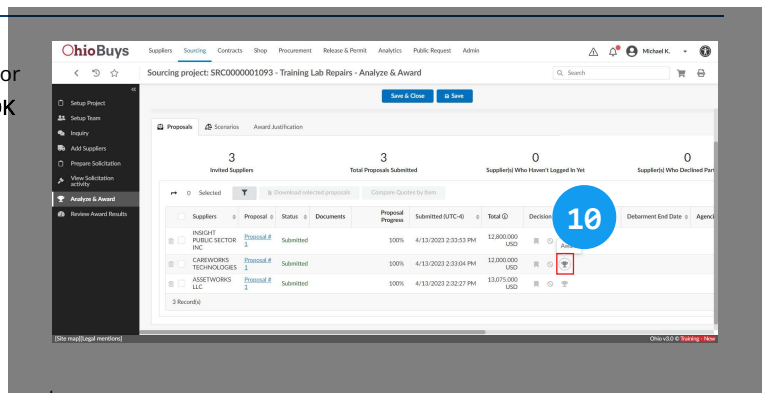 or
OK
OhioBuys
Suppliers Sourcing Contracts Shop Procurement Release & Permit Analytics Public Request Admin
Michael K.
Sourcing project: SRC0000001093 - Training Lab Repairs - Analyze & Award
Search
Save & Close Save
Setup Project
Setup Team
Inquiry
Add Suppliers
Prepare Solicitation
View Solicitation activity
Analyze & Award
Review Award Results
Proposals Scenarios Award Justification
3 3 0 0
Invited Suppliers Total Proposals Submitted Supplier(s) Who Haven't Logged In Yet Supplier(s) Who Declined Part
0 Selected Download selected proposals Compare Quotes by Item
Suppliers Proposal Status Documents Proposal Progress Submitted (UTC-4) Total Decision Debarment End Date Agenci
10
INSIGHT PUBLIC SECTOR INC Proposal # 1 Submitted 100% 4/13/2023 2:33:53 PM 12,800.000 USD
CAREWORKS TECHNOLOGIES Proposal # 1 Submitted 100% 4/13/2023 2:33:04 PM 12,000.000 USD
ASSETWORKS LLC Proposal # 1 Submitted 100% 4/13/2023 2:32:27 PM 13,075.000 USD
3 Record(s)
[Site map][Legal mentions] Ohio v3.0 © Training - New